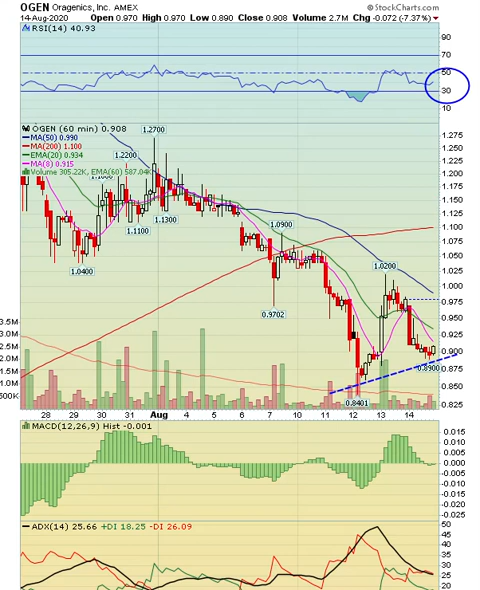 OGEN Oragenics, Inc. AMEX © StockCharts.com
14-Aug-2020 Open 0.970 High 0.970 Low 0.890 Close 0.908 Volume 2.7M Chg -0.072 (-7.37%)
RSI(14) 40.93
90
70
50
30
10
OGEN (60 min) 0.908
MA(50) 0.990
MA(200) 1.100
EMA(20) 0.934
MA(8) 0.915
Volume 305.22K, EMA(60) 587.04K
1.2700
1.2200
1.1100
1.1300
1.0400
1.0900
0.9702
1.0200
0.8401
0.8900
1.275
1.250
1.225
1.200
1.175
1.150
1.125
1.100
1.075
1.050
1.025
1.000
0.975
0.950
0.925
0.900
0.875
0.850
0.825
3.5M
3.0M
2.5M
2.0M
1.5M
1.0M
500K
28 29 30 31 Aug 4 5 6 7 10 11 12 13 14
MACD(12,26,9) Hist -0.001
0.015
0.010
0.005
0.000
-0.005
-0.010
-0.015
-0.020
-0.025
ADX(14) 25.66 +DI 18.25 -DI 26.09
50
45
40
35
30
25
20
15
10